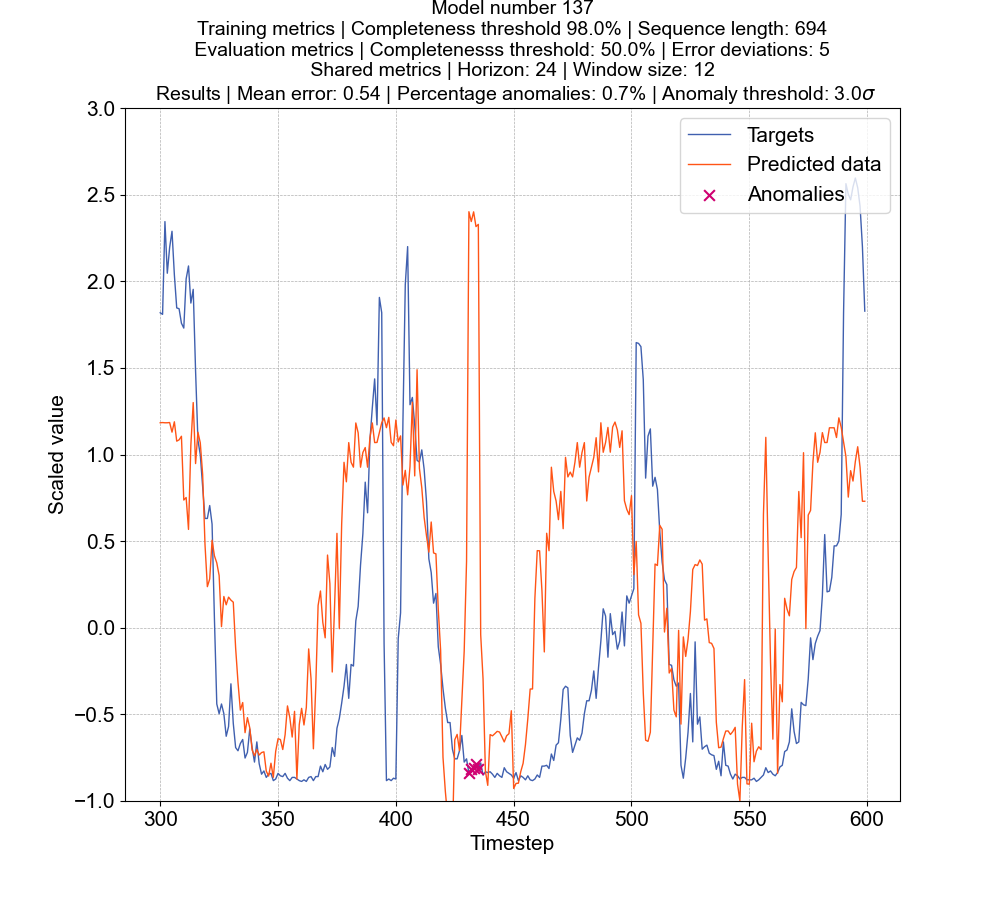 Model number 137
Training metrics | Completeness threshold 98.0% | Sequence length: 694
Evaluation metrics | Completenesss threshold: 50.0% | Error deviations: 5
Shared metrics | Horizon: 24 | Window size: 12
Results | Mean error: 0.54 | Percentage anomalies: 0.7% | Anomaly threshold: 3.0σ
3.0
2.5
2.0
1.5
1.0
0.5
0.0
−0.5
−1.0
Scaled value
Targets
Predicted data
Anomalies
300
350
400
450
500
550
600
Timestep